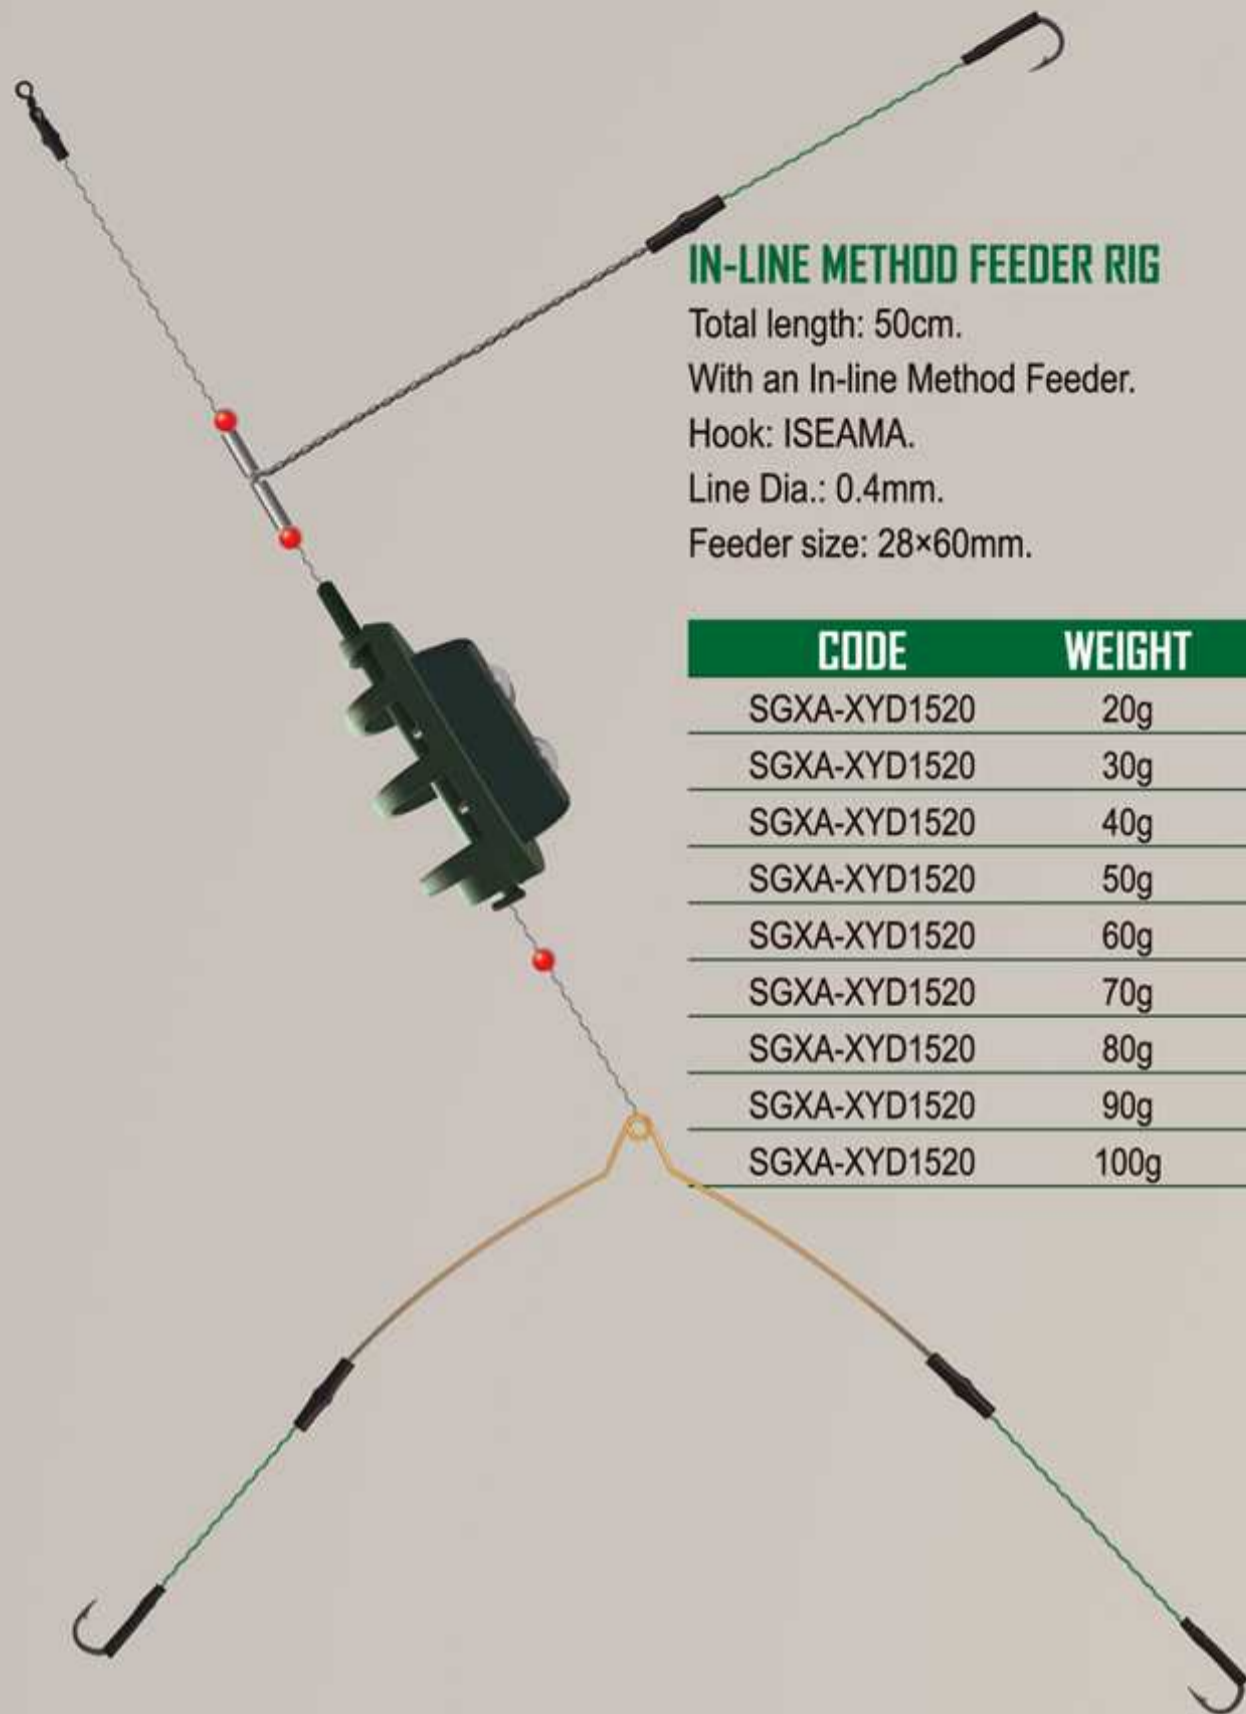 IN-LINE METHOD FEEDER RIG
Total length: 50cm.
With an In-line Method Feeder.
Hook: ISEAMA.
Line Dia.: 0.4mm.
Feeder size: 28×60mm.
CODE WEIGHT
SGXA-XYD1520 20g
SGXA-XYD1520 30g
SGXA-XYD1520 40g
SGXA-XYD1520 50g
SGXA-XYD1520 60g
SGXA-XYD1520 70g
SGXA-XYD1520 80g
SGXA-XYD1520 90g
SGXA-XYD1520 100g